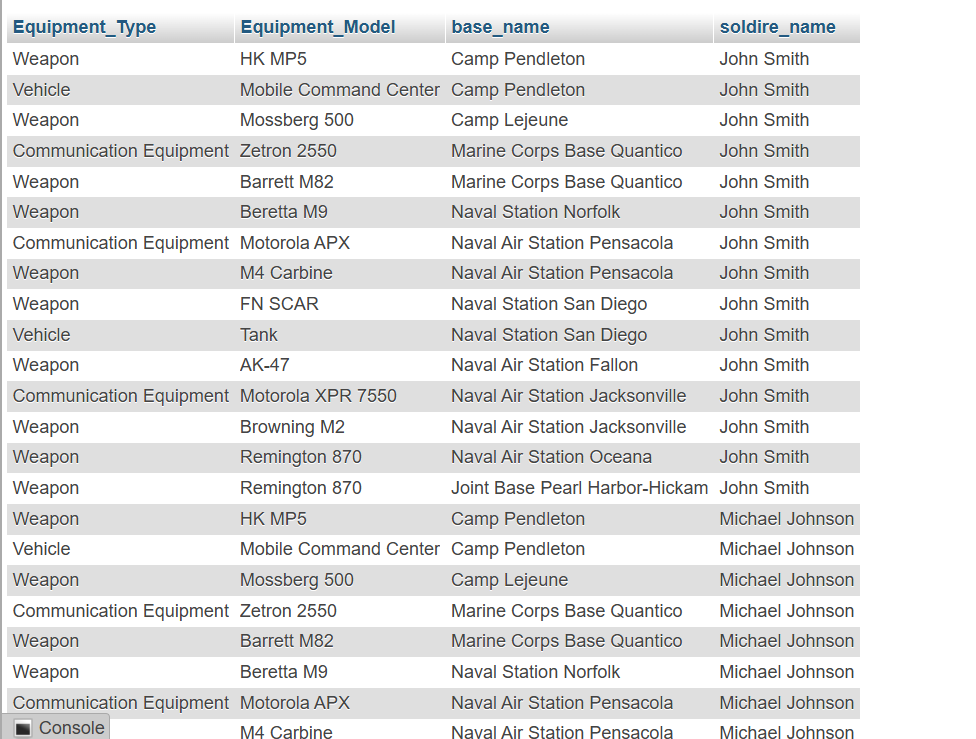 Equipment_Type Equipment_Model base_name soldire_name
Weapon HK MP5 Camp Pendleton John Smith
Vehicle Mobile Command Center Camp Pendleton John Smith
Weapon Mossberg 500 Camp Lejeune John Smith
Communication Equipment Zetron 2550 Marine Corps Base Quantico John Smith
Weapon Barrett M82 Marine Corps Base Quantico John Smith
Weapon Beretta M9 Naval Station Norfolk John Smith
Communication Equipment Motorola APX Naval Air Station Pensacola John Smith
Weapon M4 Carbine Naval Air Station Pensacola John Smith
Weapon FN SCAR Naval Station San Diego John Smith
Vehicle Tank Naval Station San Diego John Smith
Weapon AK-47 Naval Air Station Fallon John Smith
Communication Equipment Motorola XPR 7550 Naval Air Station Jacksonville John Smith
Weapon Browning M2 Naval Air Station Jacksonville John Smith
Weapon Remington 870 Naval Air Station Oceana John Smith
Weapon Remington 870 Joint Base Pearl Harbor-Hickam John Smith
Weapon HK MP5 Camp Pendleton Michael Johnson
Vehicle Mobile Command Center Camp Pendleton Michael Johnson
Weapon Mossberg 500 Camp Lejeune Michael Johnson
Communication Equipment Zetron 2550 Marine Corps Base Quantico Michael Johnson
Weapon Barrett M82 Marine Corps Base Quantico Michael Johnson
Weapon Beretta M9 Naval Station Norfolk Michael Johnson
Communication Equipment Motorola APX Naval Air Station Pensacola Michael Johnson
Console M4 Carbine Naval Air Station Pensacola Michael Johnson